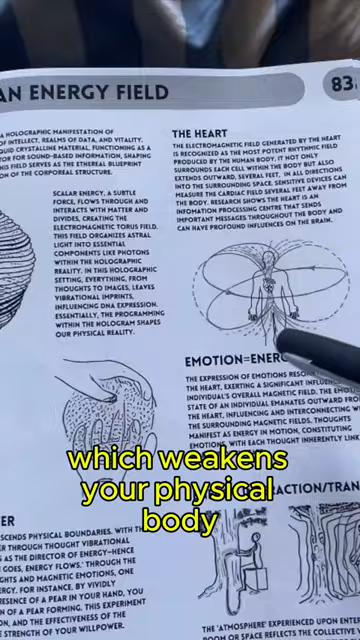 AN ENERGY FIELD
83
A HOLOGRAPHIC MANIFESTATION OF
OF INTELLECT, REALMS OF DATA, AND VITALITY.
QUID CRYSTALLINE MATERIAL, FUNCTIONING AS A
TOR FOR SOUND-BASED INFORMATION, SHAPING
THIS FIELD SERVES AS THE ETHEREAL BLUEPRINT
ON OF THE CORPOREAL STRUCTURE.
SCALAR ENERGY, A SUBTLE
FORCE, FLOWS THROUGH AND
INTERACTS WITH MATTER AND
DIVIDES, CREATING THE
ELECTROMAGNETIC TORUS FIELD.
THIS FIELD ORGANIZES ASTRAL
LIGHT INTO ESSENTIAL
COMPONENTS LIKE PHOTONS
WITHIN THE HOLOGRAPHIC
REALITY. IN THIS HOLOGRAPHIC
SETTING, EVERYTHING, FROM
THOUGHTS TO IMAGES, LEAVES
VIBRATIONAL IMPRINTS,
INFLUENCING DNA EXPRESSION.
ESSENTIALLY, THE PROGRAMMING
WITHIN THE HOLOGRAM SHAPES
OUR PHYSICAL REALITY.
THE HEART
THE ELECTROMAGNETIC FIELD GENERATED BY THE HEART
IS RECOGNIZED AS THE MOST POTENT RHYTHMIC FIELD
PRODUCED BY THE HUMAN BODY. IT NOT ONLY
SURROUNDS EACH CELL WITHIN THE BODY BUT ALSO
EXTENDS OUTWARD, SEVERAL FEET, IN ALL DIRECTIONS
INTO THE SURROUNDING SPACE. SENSITIVE DEVICES CAN
MEASURE THE CARDIAC FIELD SEVERAL FEET AWAY FROM
THE BODY. RESEARCH SHOWS THE HEART IS AN
INFOMATION PROCESSING CENTRE THAT SENDS
IMPORTANT MESSAGES THROUGHOUT THE BODY AND
CAN HAVE PROFOUND INFLUENCES ON THE BRAIN.
EMOTION=ENERG
THE EXPRESSION OF EMOTIONS RESON
THE HEART, EXERTING A SIGNIFICANT INFLUENC
INDIVIDUAL'S OVERALL MAGNETIC FIELD. THE EMO
STATE OF AN INDIVIDUAL EMANATES OUTWARD FROM
THE HEART, INFLUENCING AND INTERCONNECTING WI
THE SURROUNDING MAGNETIC FIELDS. THOUGHTS
MANIFEST AS ENERGY IN MOTION, CONSTITUTING
EMOTIONS, WITH EACH THOUGHT INHERENTLY LINK
which weakens
your physical
body
ACTION/TRAN
ER
SCENDS PHYSICAL BOUNDARIES. WITH TH
ER THROUGH THOUGHT VIBRATIONAL
AS THE DIRECTOR OF ENERGY–HENCE
GOES, ENERGY FLOWS.' THROUGH THE
GHTS AND MAGNETIC EMOTIONS, ONE
ERGY. FOR INSTANCE, BY VIVIDLY
RESENCE OF A PEAR IN YOUR HAND, YOU
N OF A PEAR FORMING. THIS EXPERIMENT
ON, AND THE EFFECTIVENESS OF THE
STRENGTH OF YOUR WILLPOWER.
THE 'ATMOSPHERE' EXPERIENCED UPON ENTE
ROOM OR SPACE REFLECTS THE COLLECTIVE